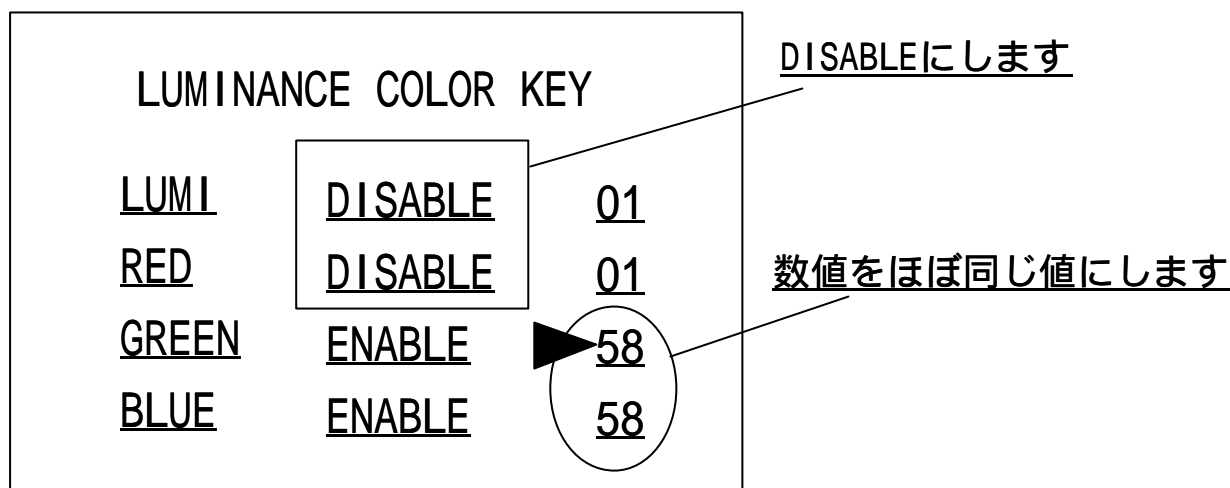 DISABLEにします
LUMINANCE COLOR KEY
LUMI DISABLE 01
RED DISABLE 01
数値をほぼ同じ値にします
GREEN ENABLE 58
BLUE ENABLE 58